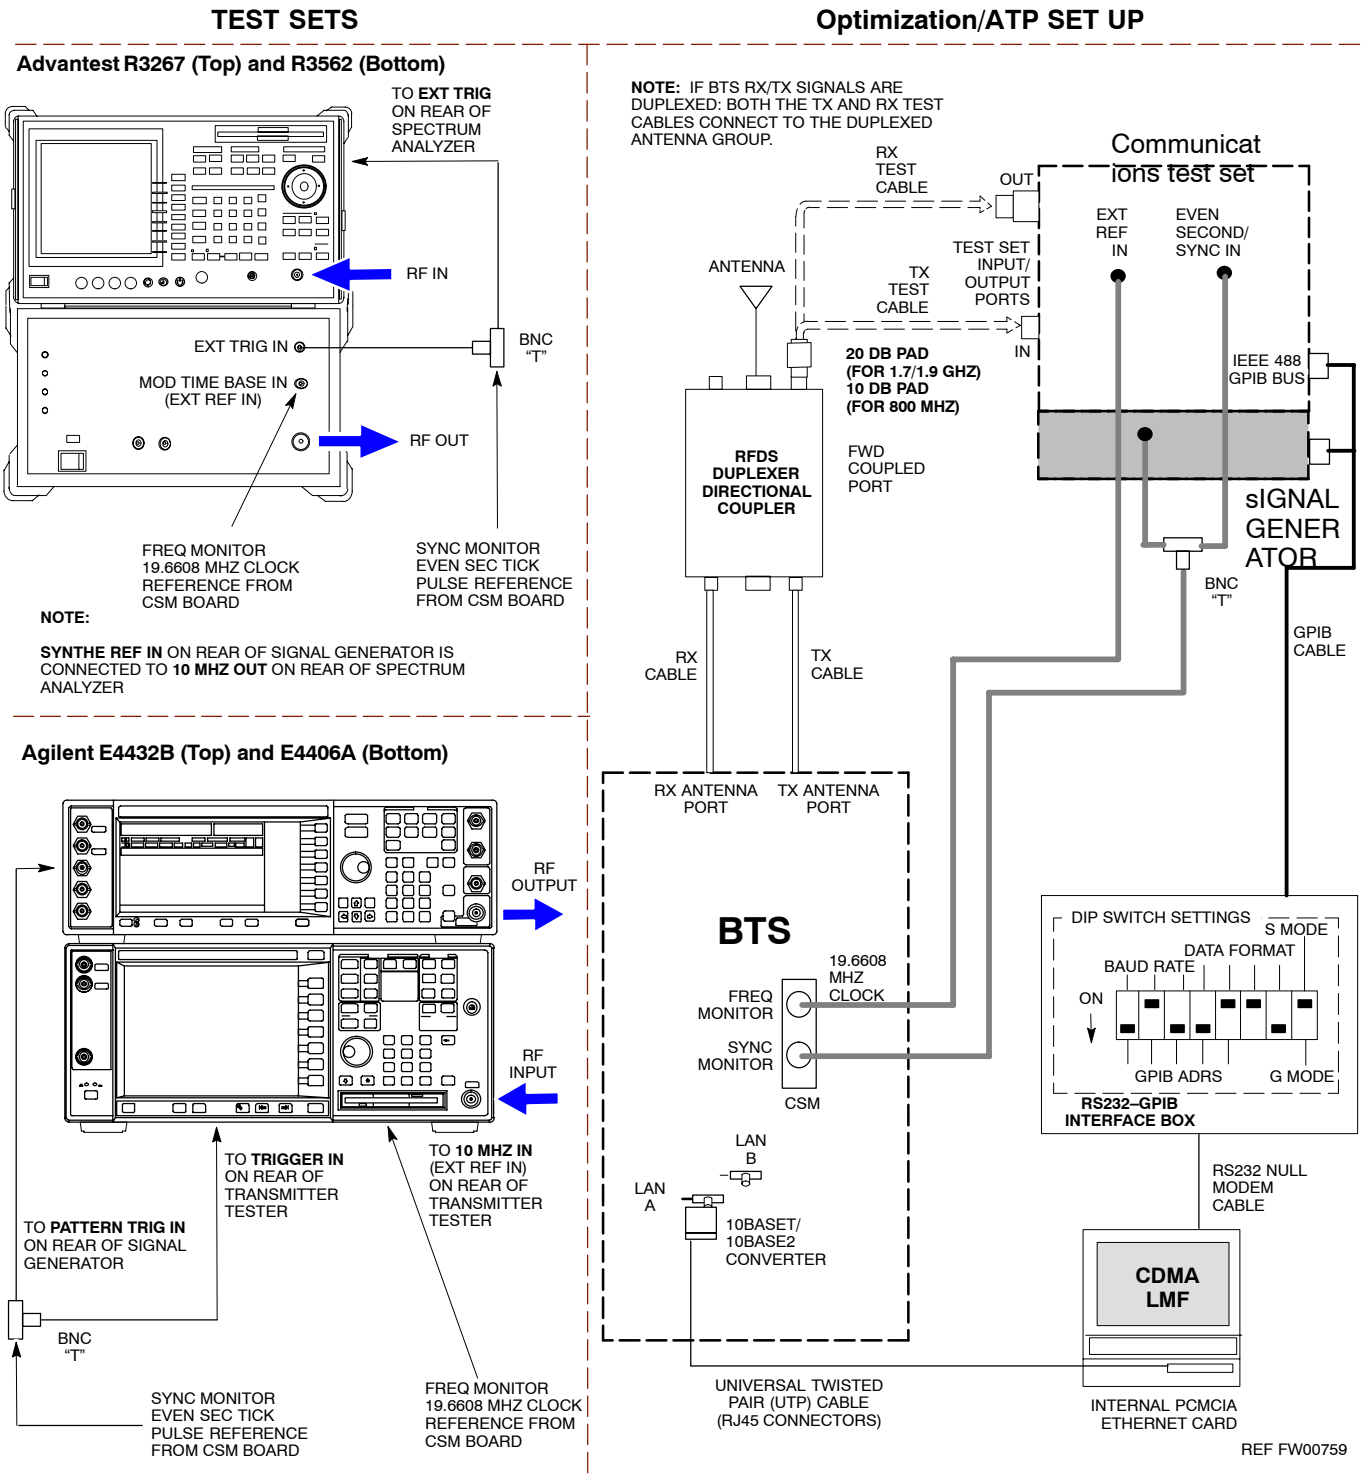 TEST SETS
Optimization/ATP SET UP
Advantest R3267 (Top) and R3562 (Bottom)
TO EXT TRIG
ON REAR OF
SPECTRUM
ANALYZER
RF IN
EXT TRIG IN
MOD TIME BASE IN
(EXT REF IN)
BNC
“T”
RF OUT
FREQ MONITOR
19.6608 MHZ CLOCK
REFERENCE FROM
CSM BOARD
SYNC MONITOR
EVEN SEC TICK
PULSE REFERENCE
FROM CSM BOARD
NOTE:
SYNTHE REF IN ON REAR OF SIGNAL GENERATOR IS
CONNECTED TO 10 MHZ OUT ON REAR OF SPECTRUM
ANALYZER
Agilent E4432B (Top) and E4406A (Bottom)
RF
OUTPUT
RF
INPUT
TO TRIGGER IN
ON REAR OF
TRANSMITTER
TESTER
TO 10 MHZ IN
(EXT REF IN)
ON REAR OF
TRANSMITTER
TESTER
TO PATTERN TRIG IN
ON REAR OF SIGNAL
GENERATOR
BNC
“T”
SYNC MONITOR
EVEN SEC TICK
PULSE REFERENCE
FROM CSM BOARD
FREQ MONITOR
19.6608 MHZ CLOCK
REFERENCE FROM
CSM BOARD
NOTE: IF BTS RX/TX SIGNALS ARE
DUPLEXED: BOTH THE TX AND RX TEST
CABLES CONNECT TO THE DUPLEXED
ANTENNA GROUP.
RX
TEST
CABLE
OUT
Communicat
ions test set
EXT
REF
IN
EVEN
SECOND/
SYNC IN
TEST SET
INPUT/
OUTPUT
PORTS
ANTENNA
TX
TEST
CABLE
IN
20 DB PAD
(FOR 1.7/1.9 GHZ)
10 DB PAD
(FOR 800 MHZ)
IEEE 488
GPIB BUS
FWD
COUPLED
PORT
RFDS
DUPLEXER
DIRECTIONAL
COUPLER
sIGNAL
GENER
ATOR
BNC
“T”
GPIB
CABLE
RX
CABLE
TX
CABLE
RX ANTENNA
PORT
TX ANTENNA
PORT
BTS
19.6608
MHZ
CLOCK
FREQ
MONITOR
SYNC
MONITOR
CSM
LAN
B
LAN
A
10BASET/
10BASE2
CONVERTER
DIP SWITCH SETTINGS
S MODE
DATA FORMAT
BAUD RATE
ON
GPIB ADRS
G MODE
RS232–GPIB
INTERFACE BOX
RS232 NULL
MODEM
CABLE
CDMA
LMF
UNIVERSAL TWISTED
PAIR (UTP) CABLE
(RJ45 CONNECTORS)
INTERNAL PCMCIA
ETHERNET CARD
REF FW00759